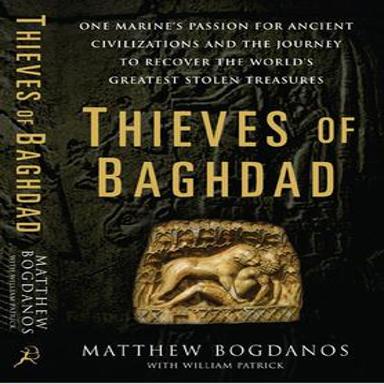 THIEVES OF BAGHDAD
MATTHEW
BOGDANOS
WITH WILLIAM PATRICK
ONE MARINE'S PASSION FOR ANCIENT
CIVILIZATIONS AND THE JOURNEY
TO RECOVER THE WORLD'S
GREATEST STOLEN TREASURES
THIEVES OF
BAGHDAD
MATTHEW BOGDANOS
WITH WILLIAM PATRICK